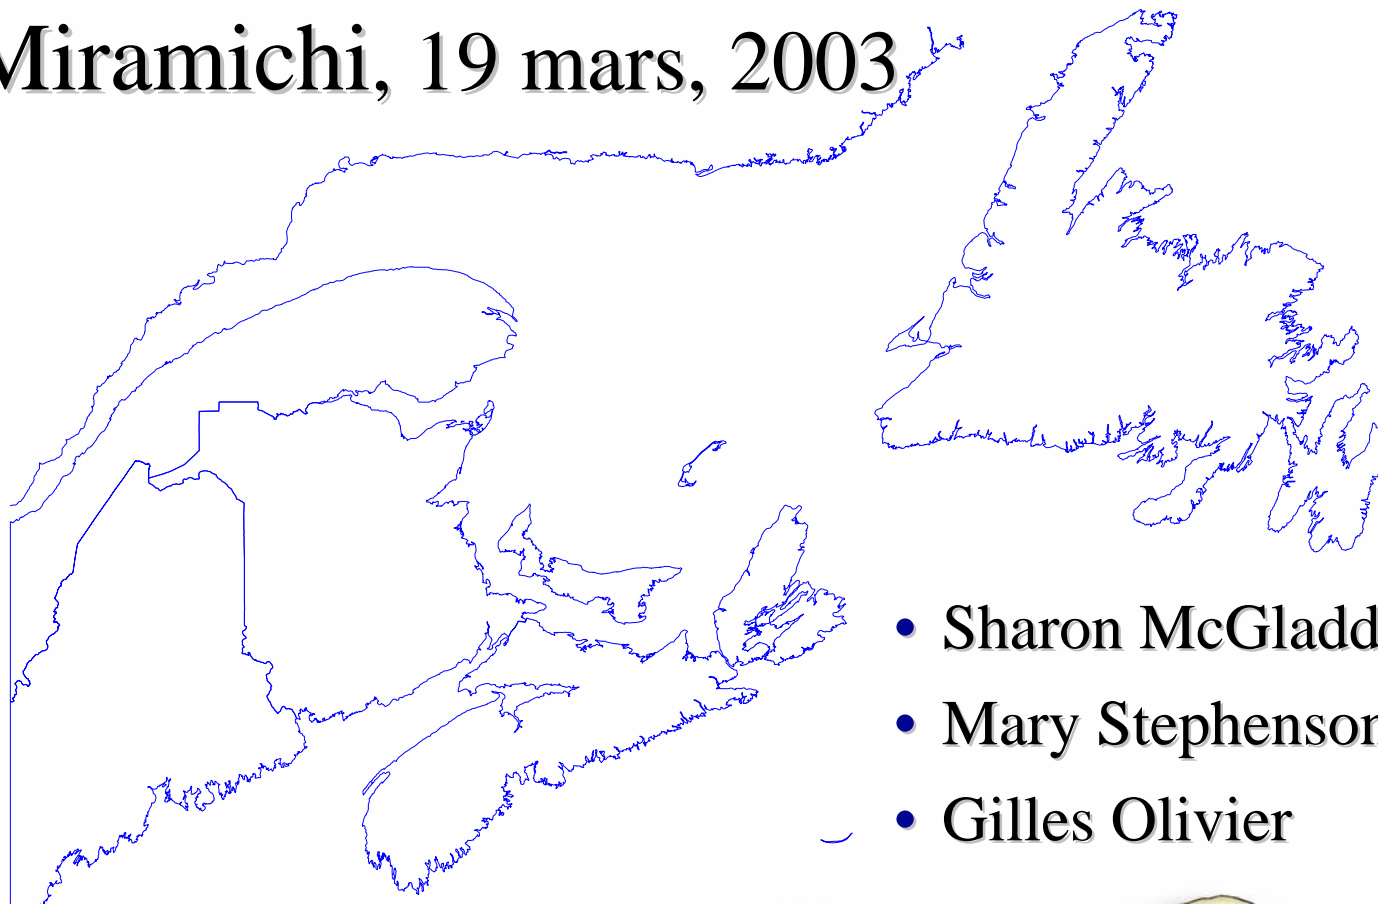 Miramichi, 19 mars, 2003
• Sharon McGladd
• Mary Stephenson
• Gilles Olivier